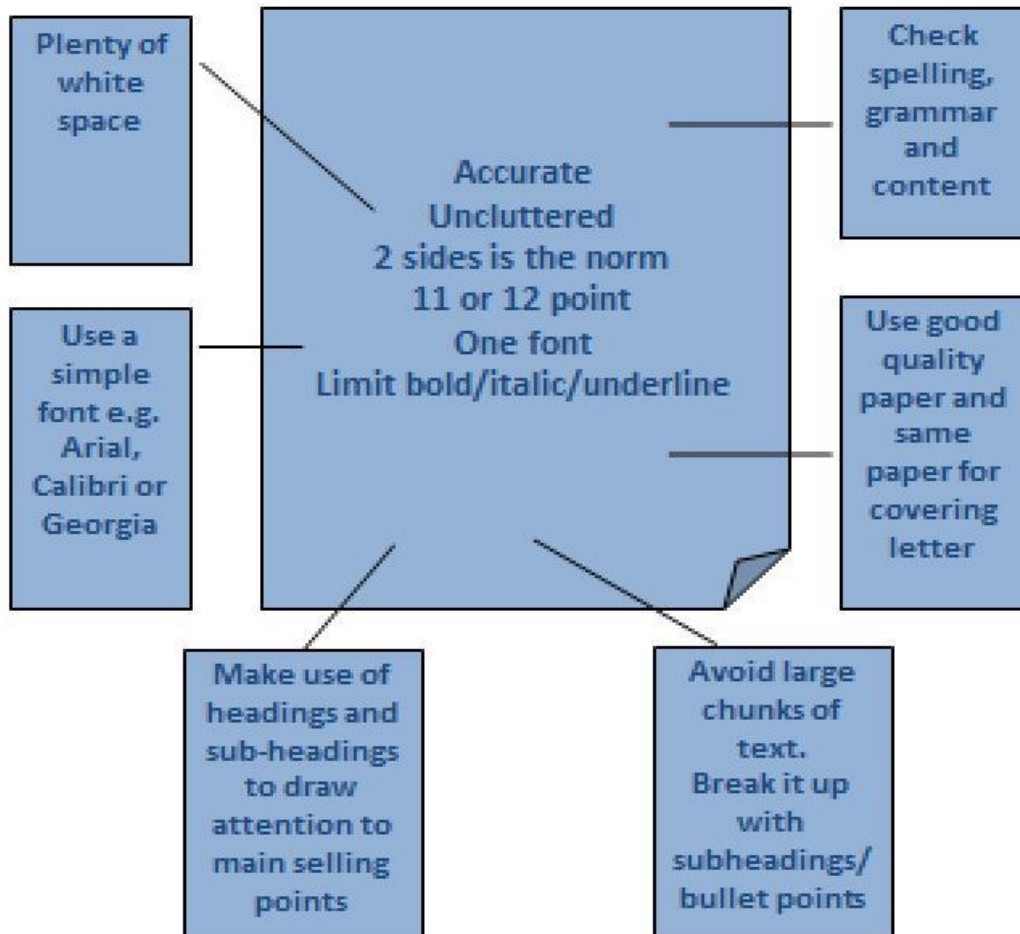 Plenty of
white
space
Accurate
Uncluttered
2 sides is the norm
11 or 12 point
One font
Limit bold/italic/underline
Check
spelling,
grammar
and
content
Use a
simple
font e.g.
Arial,
Calibri or
Georgia
Use good
quality
paper and
same
paper for
covering
letter
Make use of
headings and
sub-headings
to draw
attention to
main selling
points
Avoid large
chunks of
text.
Break it up
with
subheadings/
bullet points